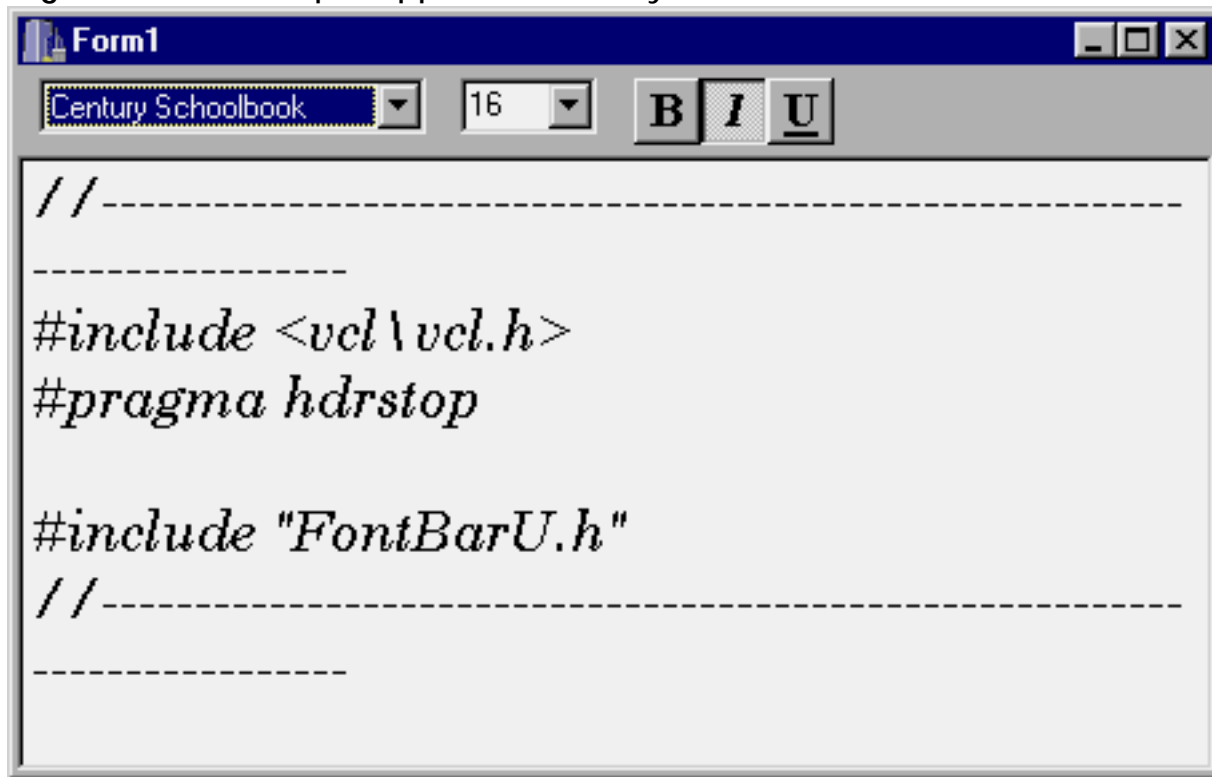 Form1
Century Schoolbook 16 B I U
//----------------------------------------------------------
-----------------
#include <vcl\vcl.h>
#pragma hdrstop
#include "FontBarU.h"
//----------------------------------------------------------
-----------------